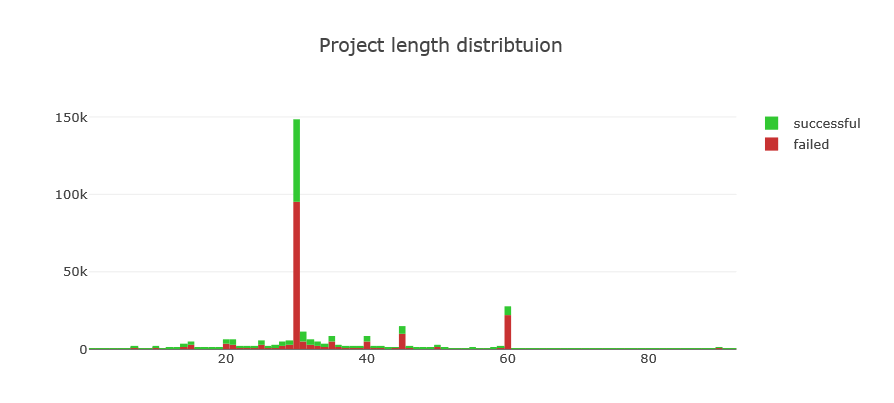 Project length distribtuion
150k
100k
50k
0
20 40 60 80
successful
failed